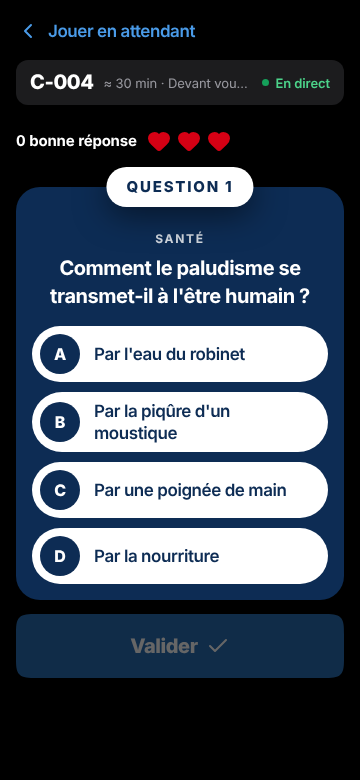 Jouer en attendant
C-004 ≈ 30 min · Devant vou... En direct
0 bonne réponse
QUESTION 1
SANTÉ
Comment le paludisme se
transmet-il à l'être humain ?
A Par l'eau du robinet
B Par la piqûre d'un
moustique
C Par une poignée de main
D Par la nourriture
Valider